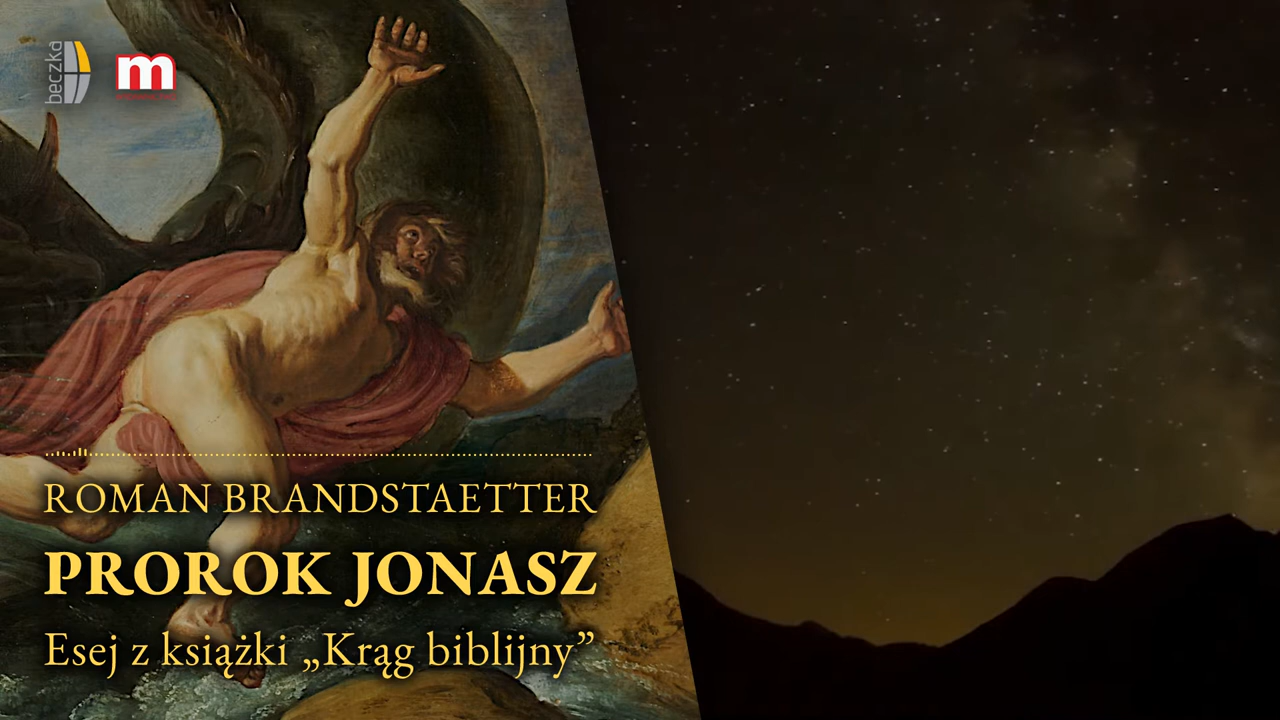 beczka
m
ROMAN BRANDSTAETTER
PROROK JONASZ
Esej z książki „Krąg biblijny”